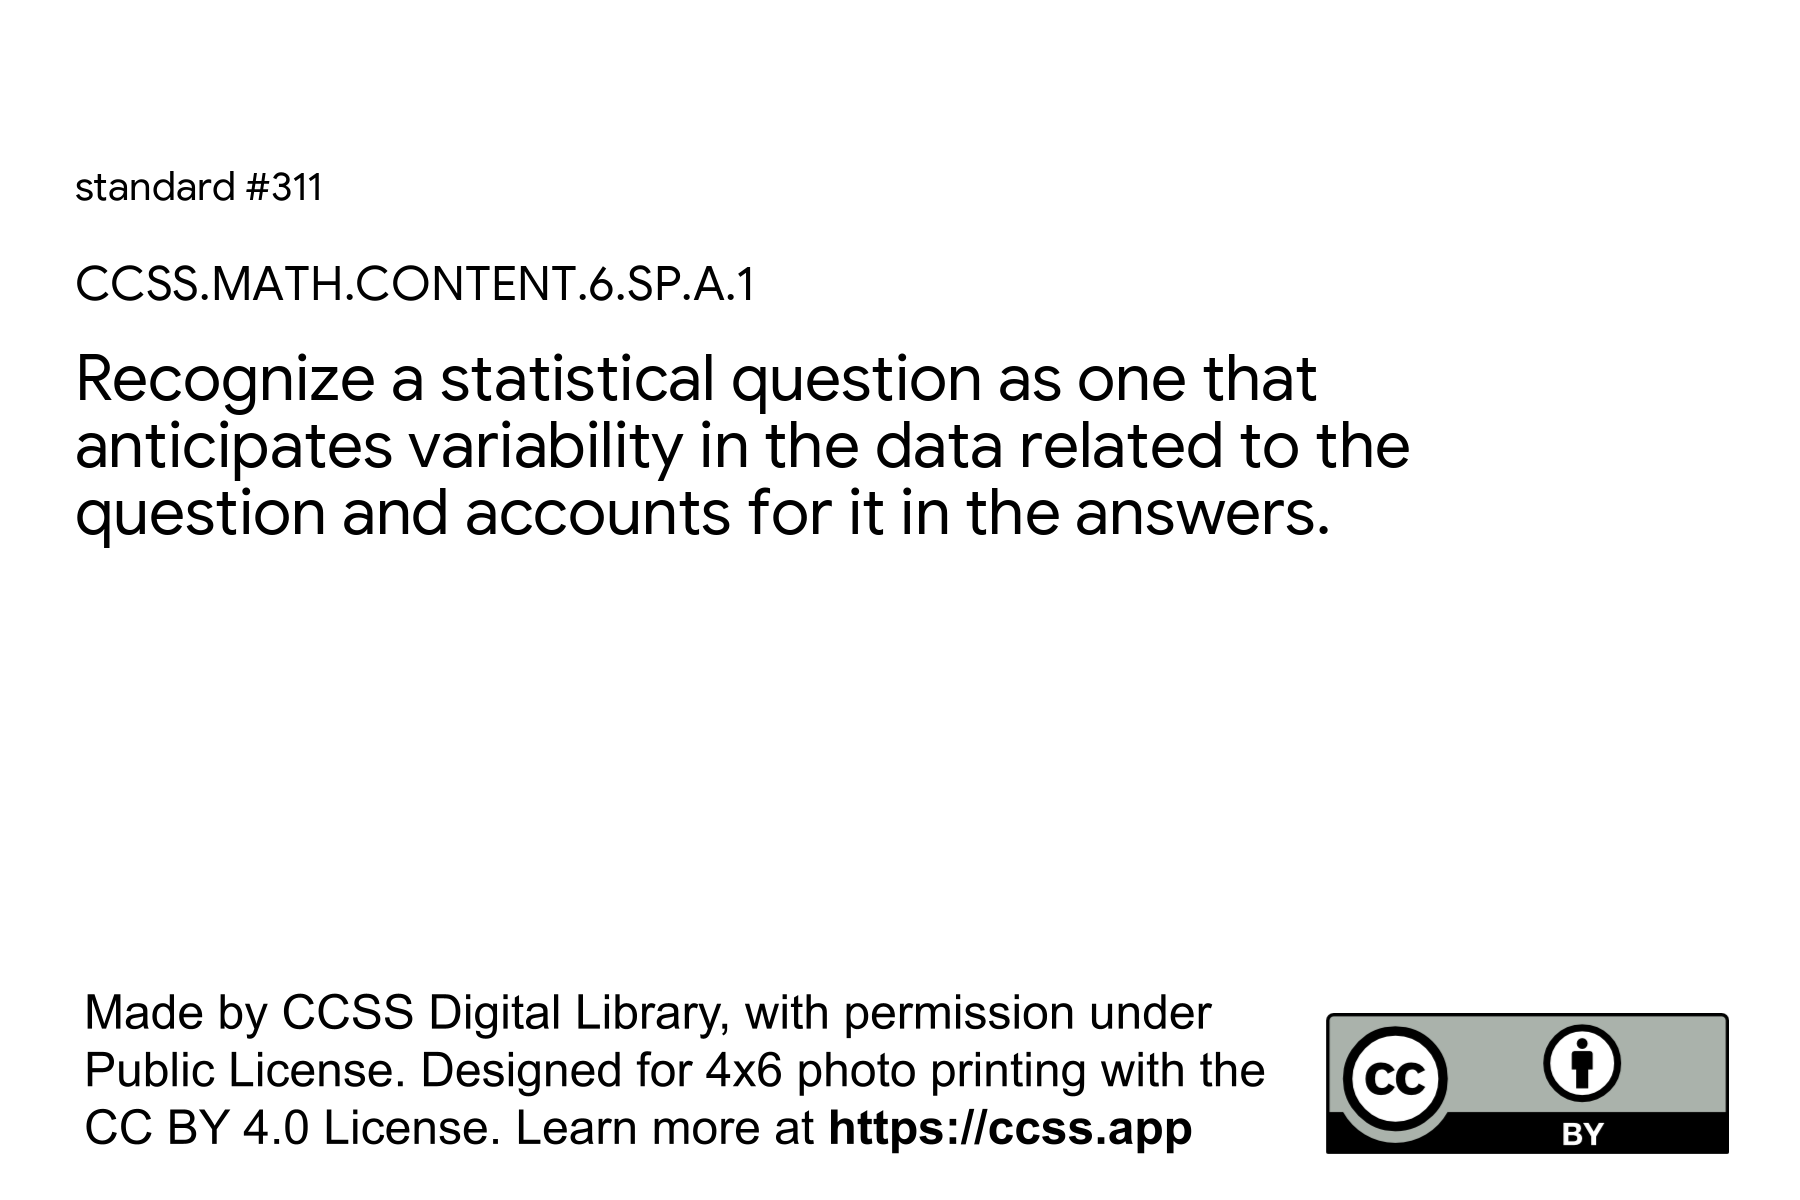 standard #311
CCSS.MATH.CONTENT.6.SP.A.1
Recognize a statistical question as one that
anticipates variability in the data related to the
question and accounts for it in the answers.
Made by CCSS Digital Library, with permission under
Public License. Designed for 4x6 photo printing with the
CC BY 4.0 License. Learn more at https://ccss.app
CC
BY